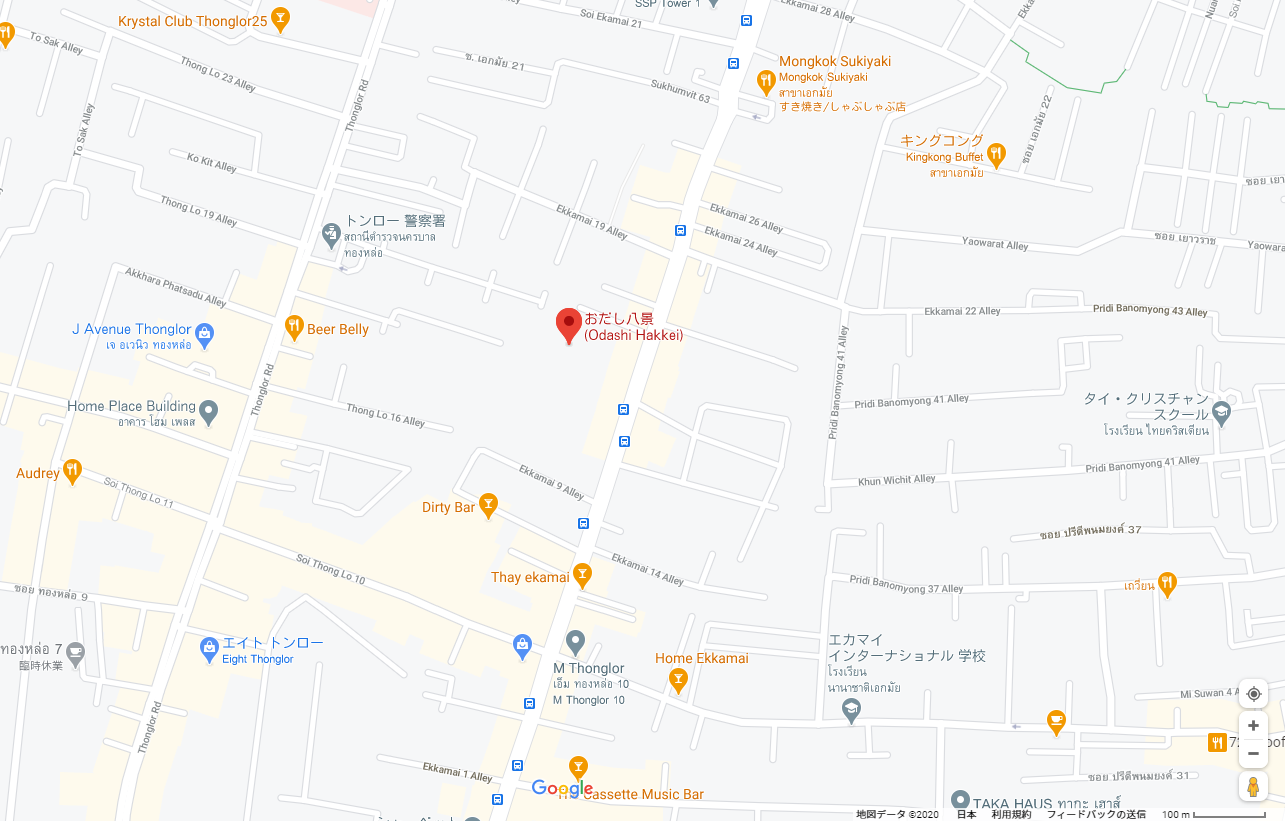 SSP Tower 1
Krystal Club Thonglor25
Soi Ekamai 21
Ekkamai 28 Alley
To Sak Alley
Thong Lo 23 Alley
ซ. เอกมัย 21
Mongkok Sukiyaki
Mongkok Sukiyaki
สาขาเอกมัย
すき焼き/しゃぶしゃぶ店
Sukhumvit 63
Thonglor Rd
To Sak Alley
ซอย เอกมัย 22
キングコング
Kingkong Buffet
สาขาเอกมัย
Ko Kit Alley
Thong Lo 19 Alley
トンロー 警察署
สถานีตำรวจนครบาล
ทองหล่อ
Ekkamai 19 Alley
Ekkamai 26 Alley
Ekkamai 24 Alley
Yaowarat Alley
ซอย เยาวราช
Akkhara Phatsadu Alley
Ekkamai 22 Alley
Pridi Banomyong 43 Alley
J Avenue Thonglor
เจ อเวนิว ทองหล่อ
Beer Belly
おだし八景
(Odashi Hakkei)
Thonglor Rd
Pridi Banomyong 41 Alley
Pridi Banomyong 41 Alley
タイ・クリスチャン
スクール
โรงเรียน ไทยคริสเตียน
Home Place Building
อาคาร โฮม เพลส
Thong Lo 16 Alley
Audrey
Soi Thong Lo 11
Ekkamai 9 Alley
Khun Wichit Alley
Pridi Banomyong 41 Alley
Dirty Bar
ซอย ปรีดีพนมยงค์ 37
Soi Thong Lo 10
Thay ekamai
Ekkamai 14 Alley
Pridi Banomyong 37 Alley
เถวียน
ซอย ทองหล่อ 9
エイト トンロー
Eight Thonglor
ทองหล่อ 7
臨時休業
M Thonglor
เอ็ม ทองหล่อ 10
M Thonglor 10
Home Ekkamai
エカマイ
インターナショナル 学校
โรงเรียน
นานาชาติเอกมัย
Mi Suwan 4
Thonglor Rd
Ekkamai 1 Alley
Google
Cassette Music Bar
ซอย ปรีดีพนมยงค์ 31
TAKA HAUS ทากะ เฮาส์
地図データ ©2020 日本 利用規約 フィードバックの送信 100 m